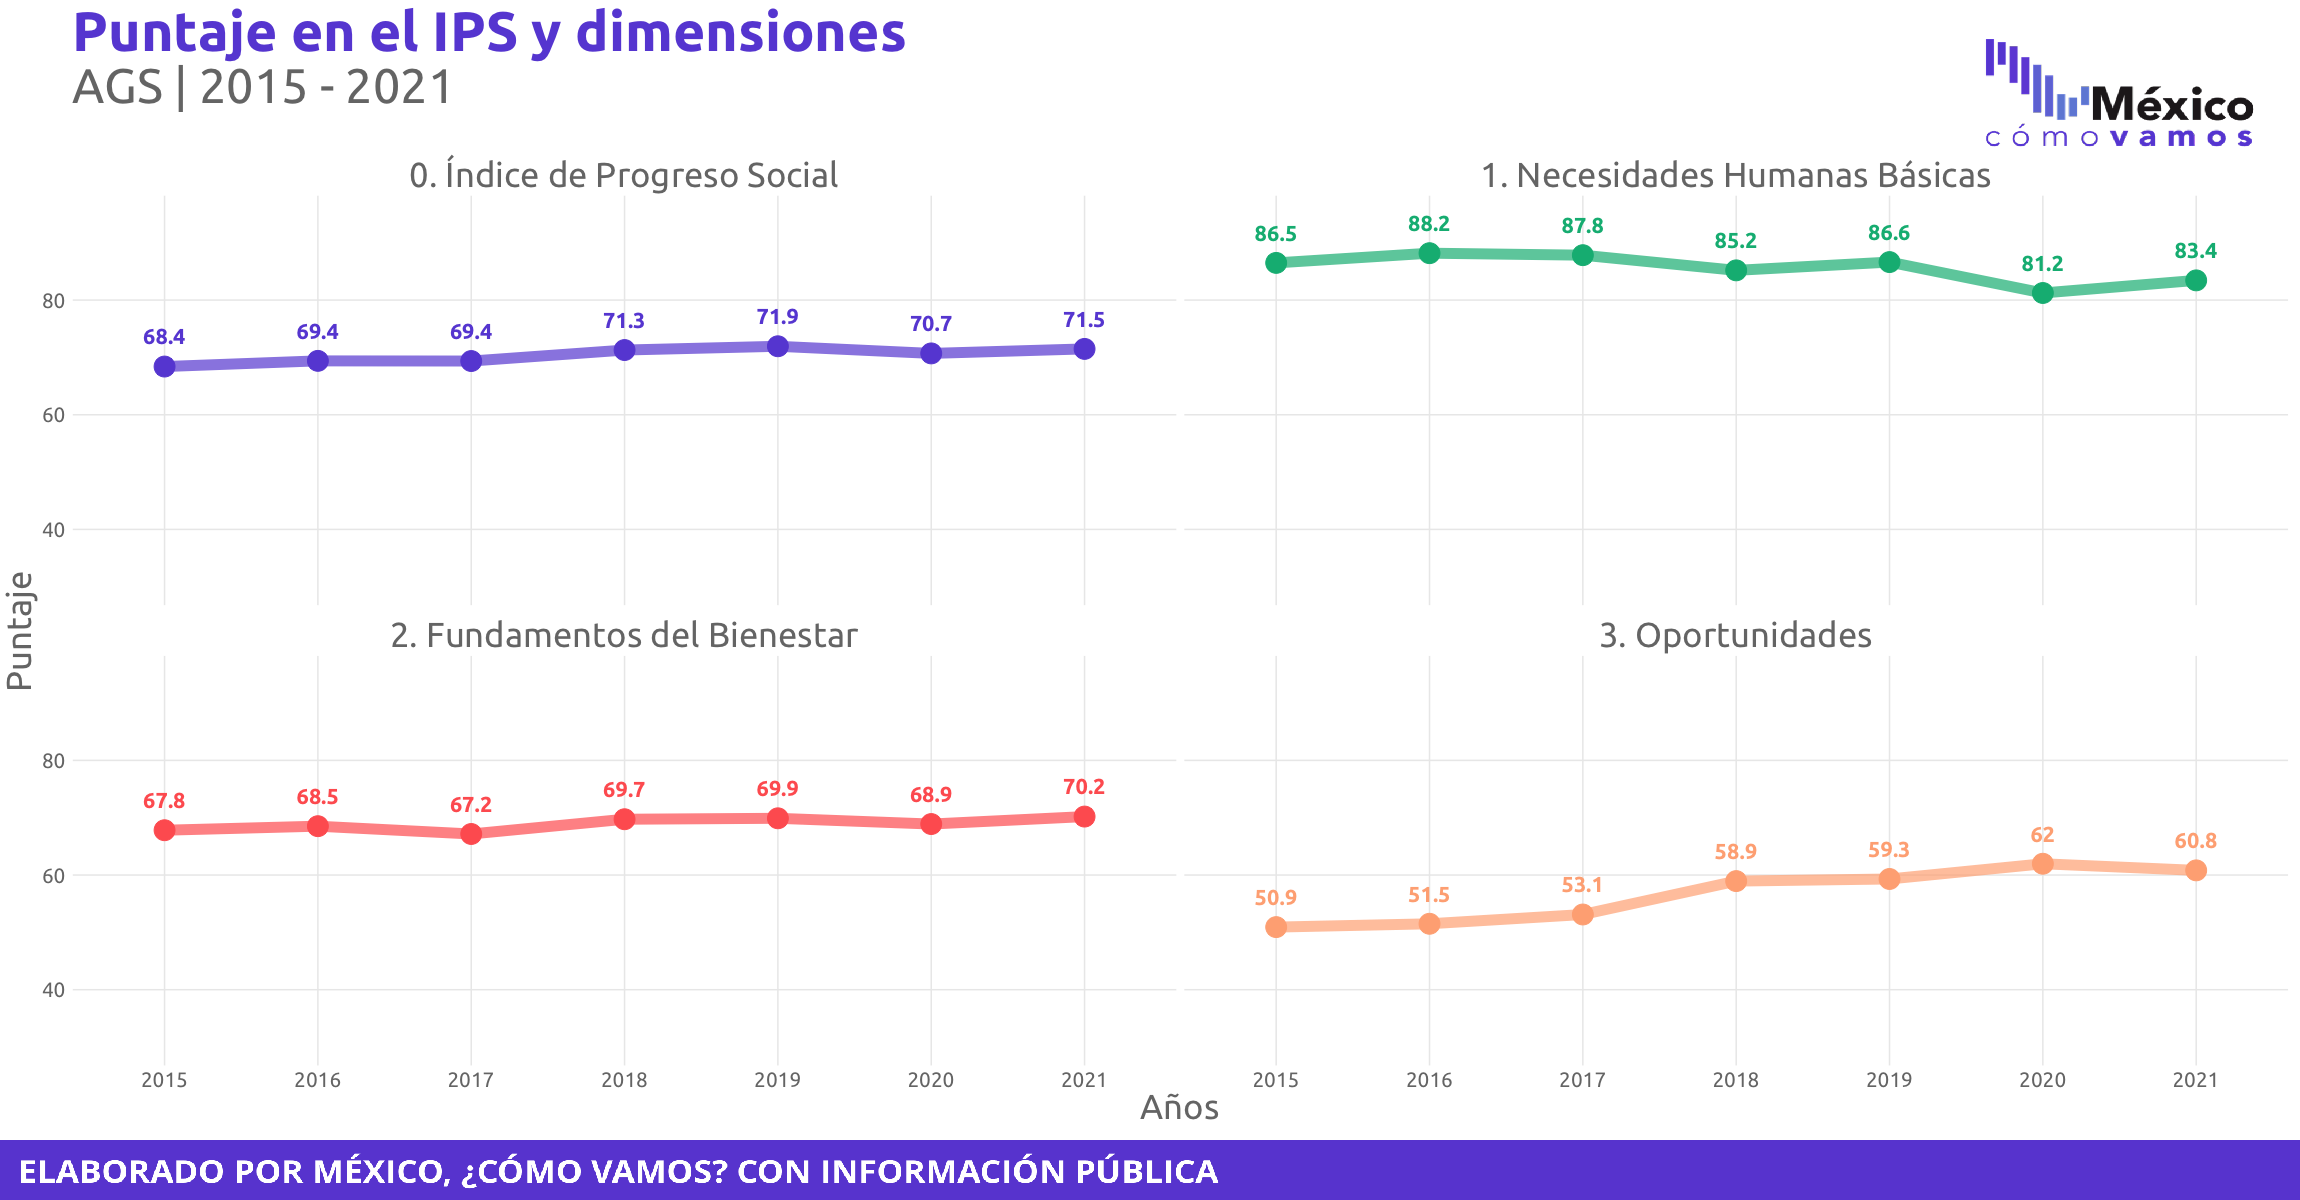 Puntaje en el IPS y dimensiones
AGS | 2015 - 2021
México
cómovamos
0. Índice de Progreso Social
80
60
40
68.4
69.4
69.4
71.3
71.9
70.7
71.5
1. Necesidades Humanas Básicas
86.5
88.2
87.8
85.2
86.6
81.2
83.4
Puntaje
2. Fundamentos del Bienestar
80
60
40
67.8
68.5
67.2
69.7
69.9
68.9
70.2
2015 2016 2017 2018 2019 2020 2021
3. Oportunidades
50.9
51.5
53.1
58.9
59.3
62
60.8
2015 2016 2017 2018 2019 2020 2021
Años
ELABORADO POR MÉXICO, ¿CÓMO VAMOS? CON INFORMACIÓN PÚBLICA